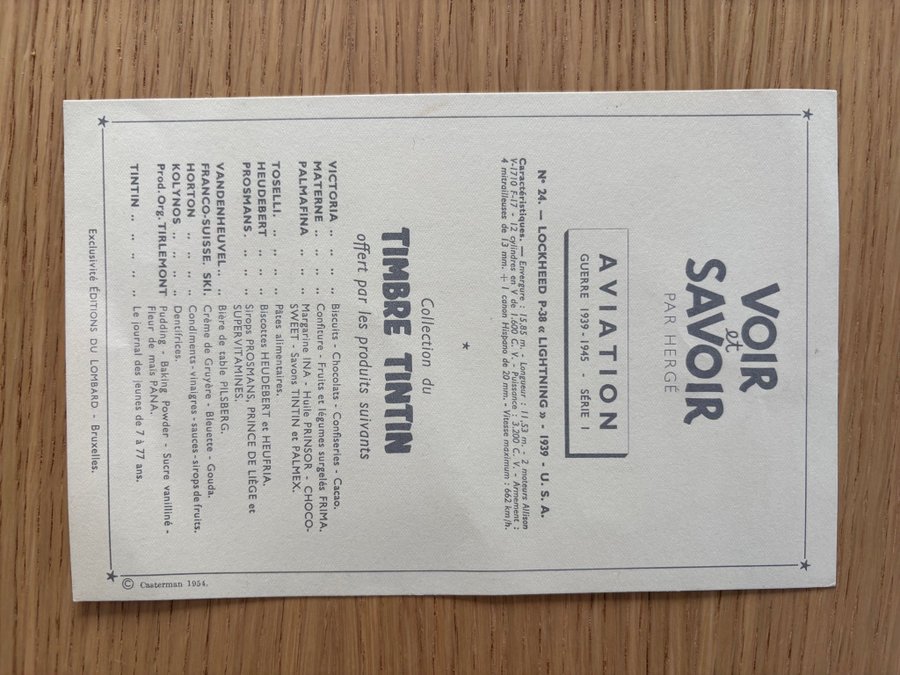 VOIR
et
SAVOIR
PAR HERGÉ
AVIATION
GUERRE 1939-1945 - SÉRIE I
N° 24. — LOCKHEED P-38 « LIGHTNING » - 1939 - U. S. A.
Caractéristiques. — Envergure : 15,85 m. - Longueur : 11,53 m. - 2 moteurs Allison
V-1710 F-17 - 12 cylindres en V de 1.600 C. V. - Puissance : 3.200 C. V. - Armement :
4 mitrailleuses de 13 mm. + 1 canon Hispano de 20 mm. - Vitesse maximum : 662 km/h.
Collection du
TIMBRE TINTIN
offert par les produits suivants
VICTORIA .. .. .. Biscuits - Chocolats - Confiseries - Cacao.
MATERNE .. .. .. Confiture - Fruits et légumes surgelés FRIMA.
PALMAFINA .. .. Margarine INA - Huile PRINSOR - CHOCO-
SWEET - Savons TINTIN et PALMEX.
TOSELLI. .. .. .. Pâtes alimentaires.
HEUDEBERT .. .. Biscottes HEUDEBERT et HEUFRIA.
PROSMANS. .. .. Sirops PROSMANS, PRINCE DE LIÈGE et
SUPERVITAMINES.
VANDENHEUVEL .. Bière de table PILSBERG.
FRANCO-SUISSE. SKI. Crème de Gruyère - Bleuette - Gouda.
HORTON .. .. .. Condiments - vinaigres - sauces - sirops de fruits.
KOLYNOS .. .. .. Dentifrices.
Prod. Org. TIRLEMONT Pudding - Baking Powder - Sucre vanilliné -
Fleur de maïs PANA.
TINTIN .. .. .. .. Le journal des jeunes de 7 à 77 ans.
Exclusivité ÉDITIONS DU LOMBARD - Bruxelles.
© Casterman 1954.